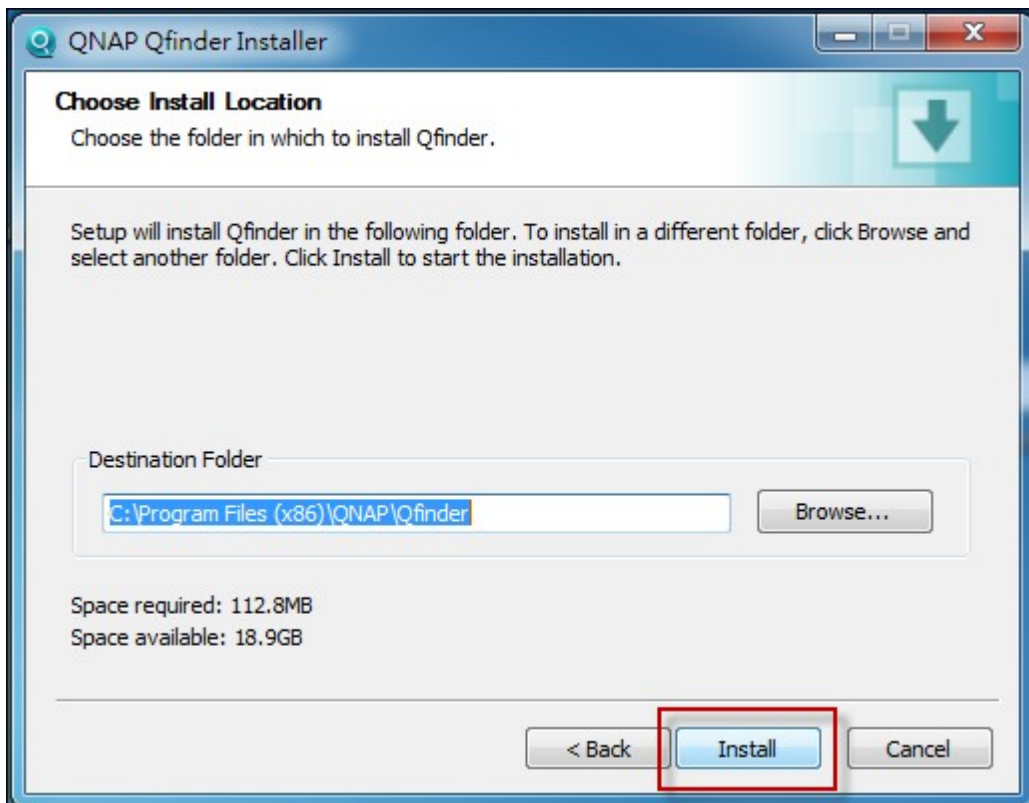 QNAP Qfinder Installer
Choose Install Location
Choose the folder in which to install Qfinder.
Setup will install Qfinder in the following folder. To install in a different folder, click Browse and
select another folder. Click Install to start the installation.
Destination Folder
C:\Program Files (x86)\QNAP\Qfinder
Browse...
Space required: 112.8MB
Space available: 18.9GB
< Back
Install
Cancel